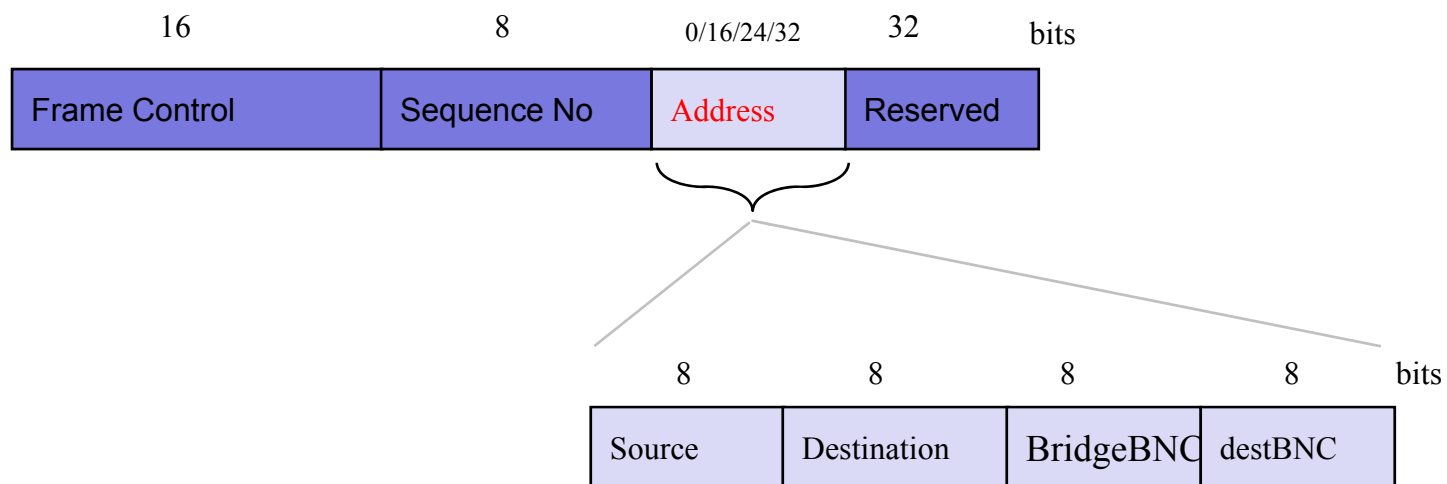 16 8 0/16/24/32 32 bits
Frame Control Sequence No Address Reserved
8 8 8 8 bits
Source Destination BridgeBNC destBNC